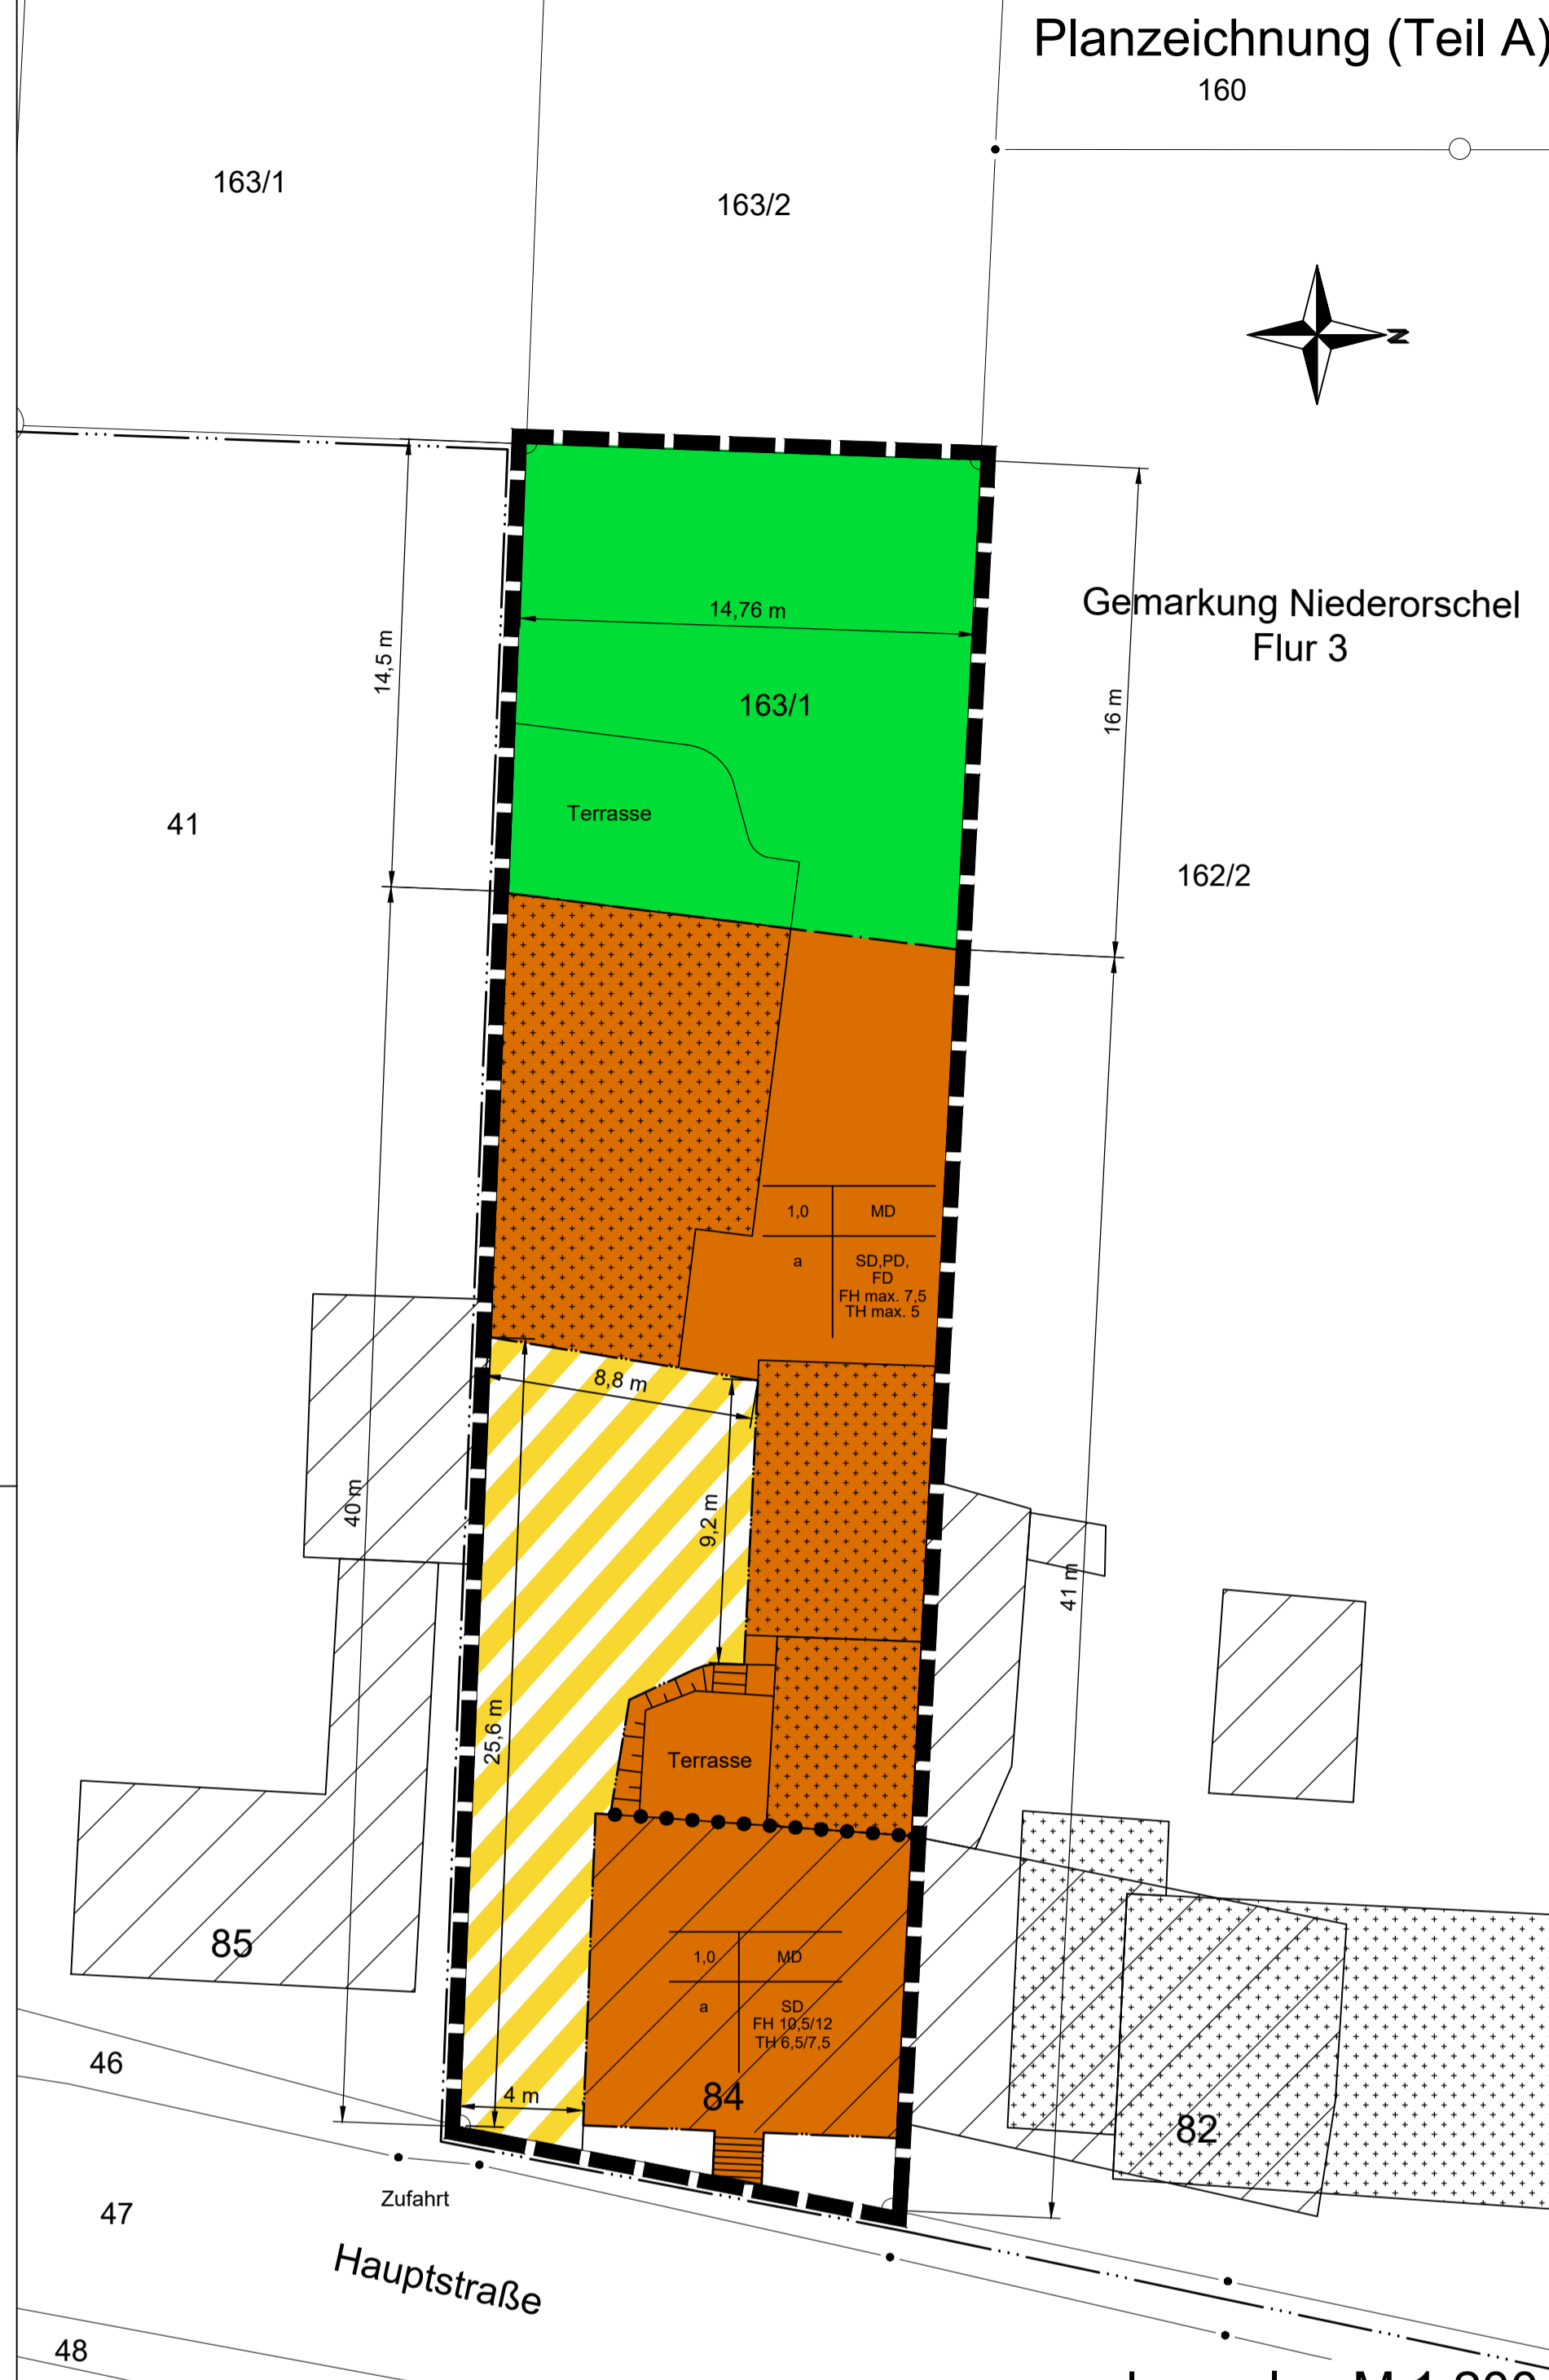 Planzeichnung (Teil A)
160
163/1
163/2
N
Gemarkung Niederorschel
Flur 3
14,76 m
14,5 m
163/1
16 m
Terrasse
41
162/2
1,0
MD
a
SD,PD,
FD
FH max. 7,5
TH max. 5
8,8 m
9,2 m
40 m
41 m
25,6 m
Terrasse
85
1,0
MD
a
SD
FH 10,5/12
TH 6,5/7,5
84
4 m
82
46
Zufahrt
47
Hauptstraße
48